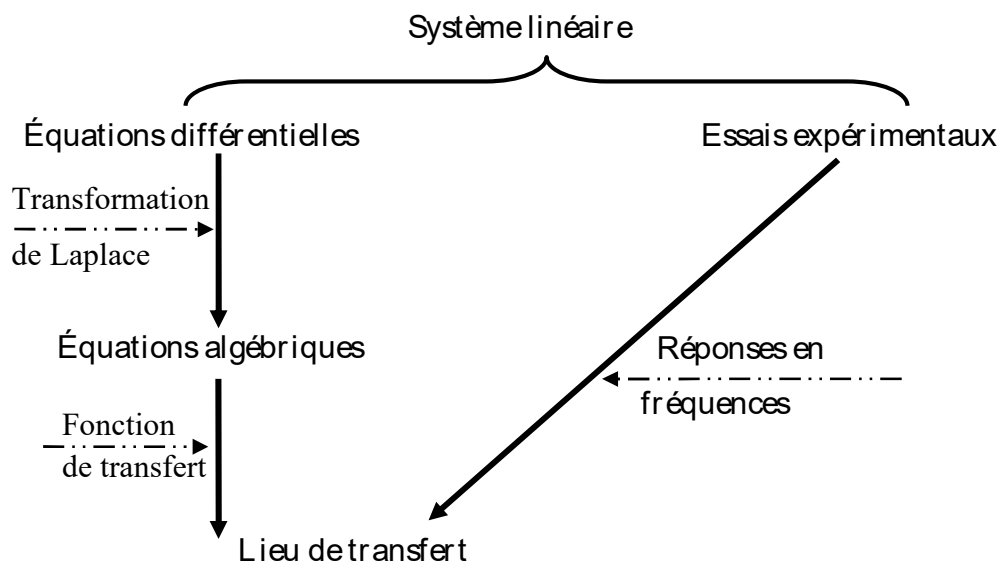 Système linéaire
Équations différentielles
Essais expérimentaux
Transformation
de Laplace
Équations algébriques
Réponses en
fréquences
Fonction
de transfert
Lieu de transfert